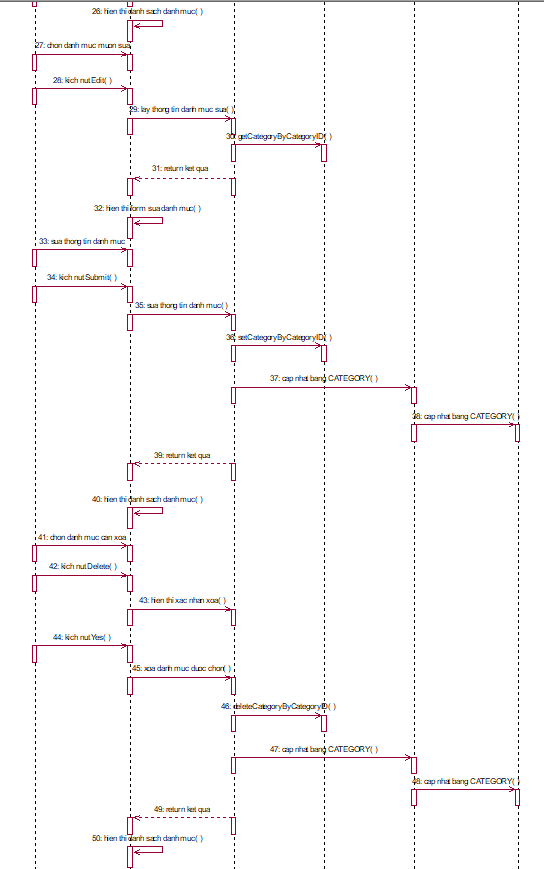 26: hien thi danh sach danh muc( )
27: chon danh muc muon sua
28: kich nut Edit( )
29: lay thong tin danh muc sua( )
30: getCategoryByCategoryID( )
31: return ket qua
32: hien thi form sua danh muc( )
33: sua thong tin danh muc
34: kich nut Submit( )
35: sua thong tin danh muc( )
36: setCategoryByCategoryID( )
37: cap nhat bang CATEGORY( )
38: cap nhat bang CATEGORY( )
39: return ket qua
40: hien thi danh sach danh muc( )
41: chon danh muc can xoa
42: kich nut Delete( )
43: hien thi xac nhan xoa( )
44: kich nut Yes( )
45: xoa danh muc duoc chon( )
46: deleteCategoryByCategoryID( )
47: cap nhat bang CATEGORY( )
48: cap nhat bang CATEGORY( )
49: return ket qua
50: hien thi danh sach danh muc( )